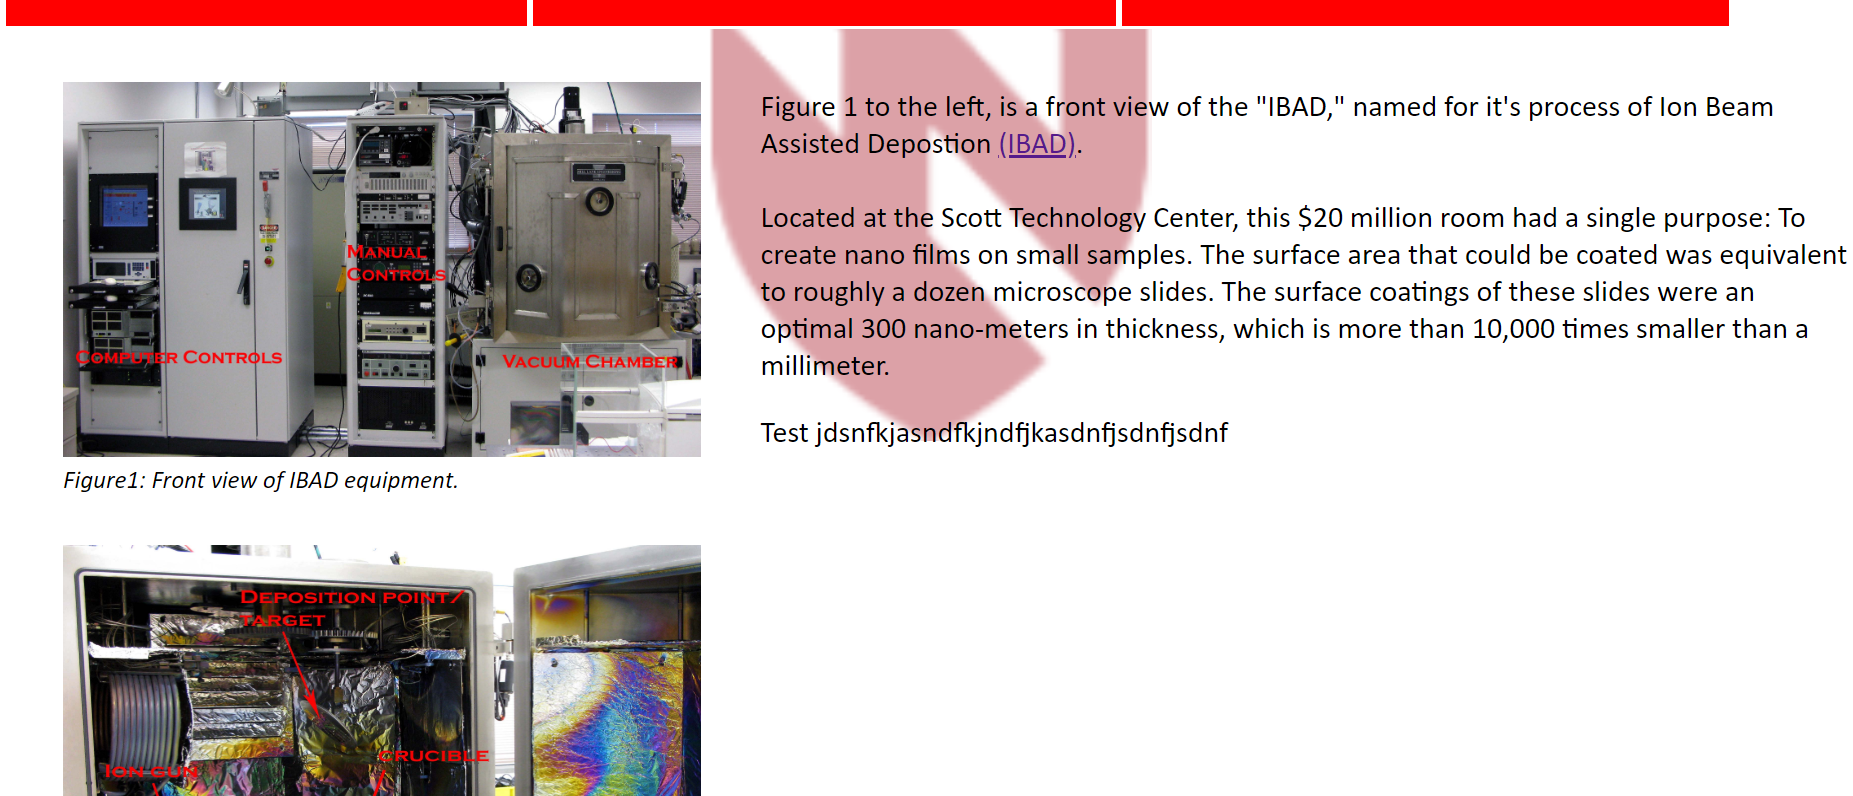 MANUAL
CONTROLS
COMPUTER CONTROLS
VACUUM CHAMBER
Figure1: Front view of IBAD equipment.
Figure 1 to the left, is a front view of the "IBAD," named for it's process of Ion Beam
Assisted Depostion (IBAD).
Located at the Scott Technology Center, this $20 million room had a single purpose: To
create nano films on small samples. The surface area that could be coated was equivalent
to roughly a dozen microscope slides. The surface coatings of these slides were an
optimal 300 nano-meters in thickness, which is more than 10,000 times smaller than a
millimeter.
Test jdsnfkjasndfkjndfjkasdnfjsdnfjsdnf
DEPOSITION POINT/
TARGET
CRUCIBLE
ION GUN